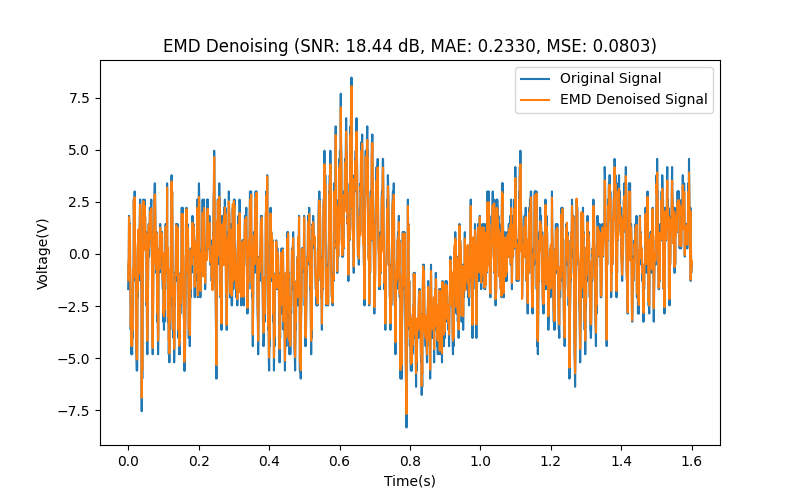 EMD Denoising (SNR: 18.44 dB, MAE: 0.2330, MSE: 0.0803)
Original Signal
EMD Denoised Signal
Voltage(V)
7.5
5.0
2.5
0.0
−2.5
−5.0
−7.5
0.0 0.2 0.4 0.6 0.8 1.0 1.2 1.4 1.6
Time(s)